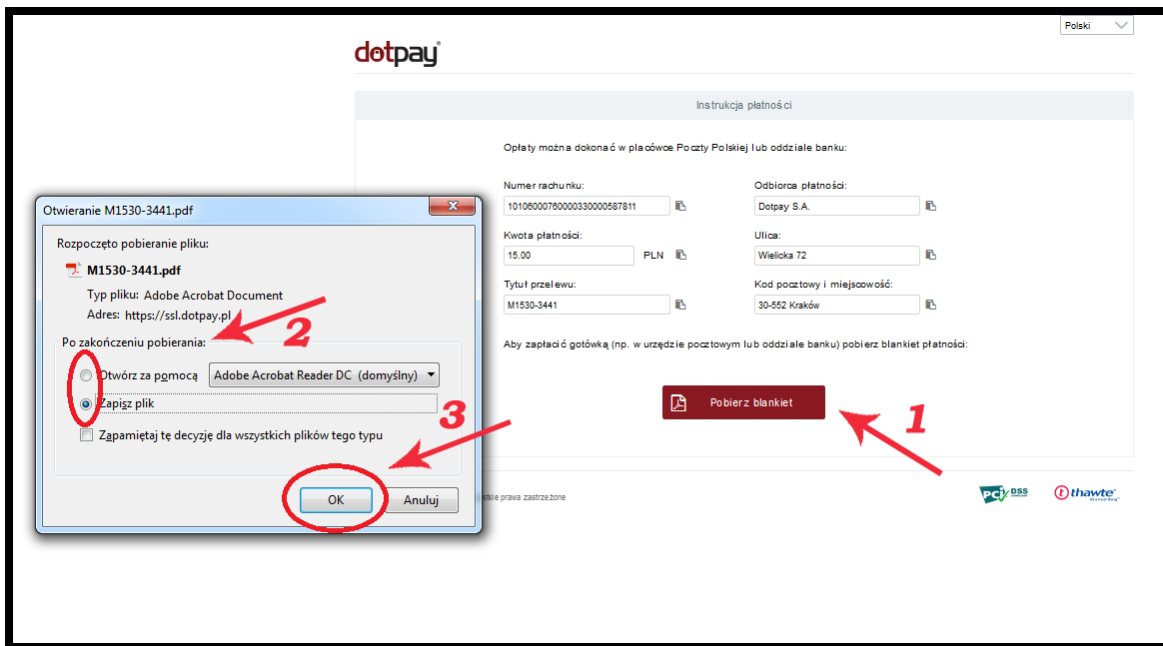 Polski
dotpay
Instrukcja płatności
Opłaty można dokonać w placówce Poczty Polskiej lub oddziale banku:
Numer rachunku:
Odbiorca płatności:
10106000760000330000587811
Dotpay S.A.
Kwota płatności:
Ulica:
15.00 PLN
Wielicka 72
Tytuł przelewu:
Kod pocztowy i miejscowość:
M1530-3441
30-552 Kraków
Aby zapłacić gotówką (np. w urzędzie pocztowym lub oddziale banku) pobierz blankiet płatności:
Pobierz blankiet
1
Otwieranie M1530-3441.pdf
Rozpoczęto pobieranie pliku:
M1530-3441.pdf
Typ pliku: Adobe Acrobat Document
Adres: https://ssl.dotpay.pl
2
Po zakończeniu pobierania:
Otwórz za pomocą Adobe Acrobat Reader DC (domyślny)
Zapisz plik
3
Zapamiętaj tę decyzję dla wszystkich plików tego typu
OK Anuluj
prawa zastrzeżone
PCI DSS
thawte